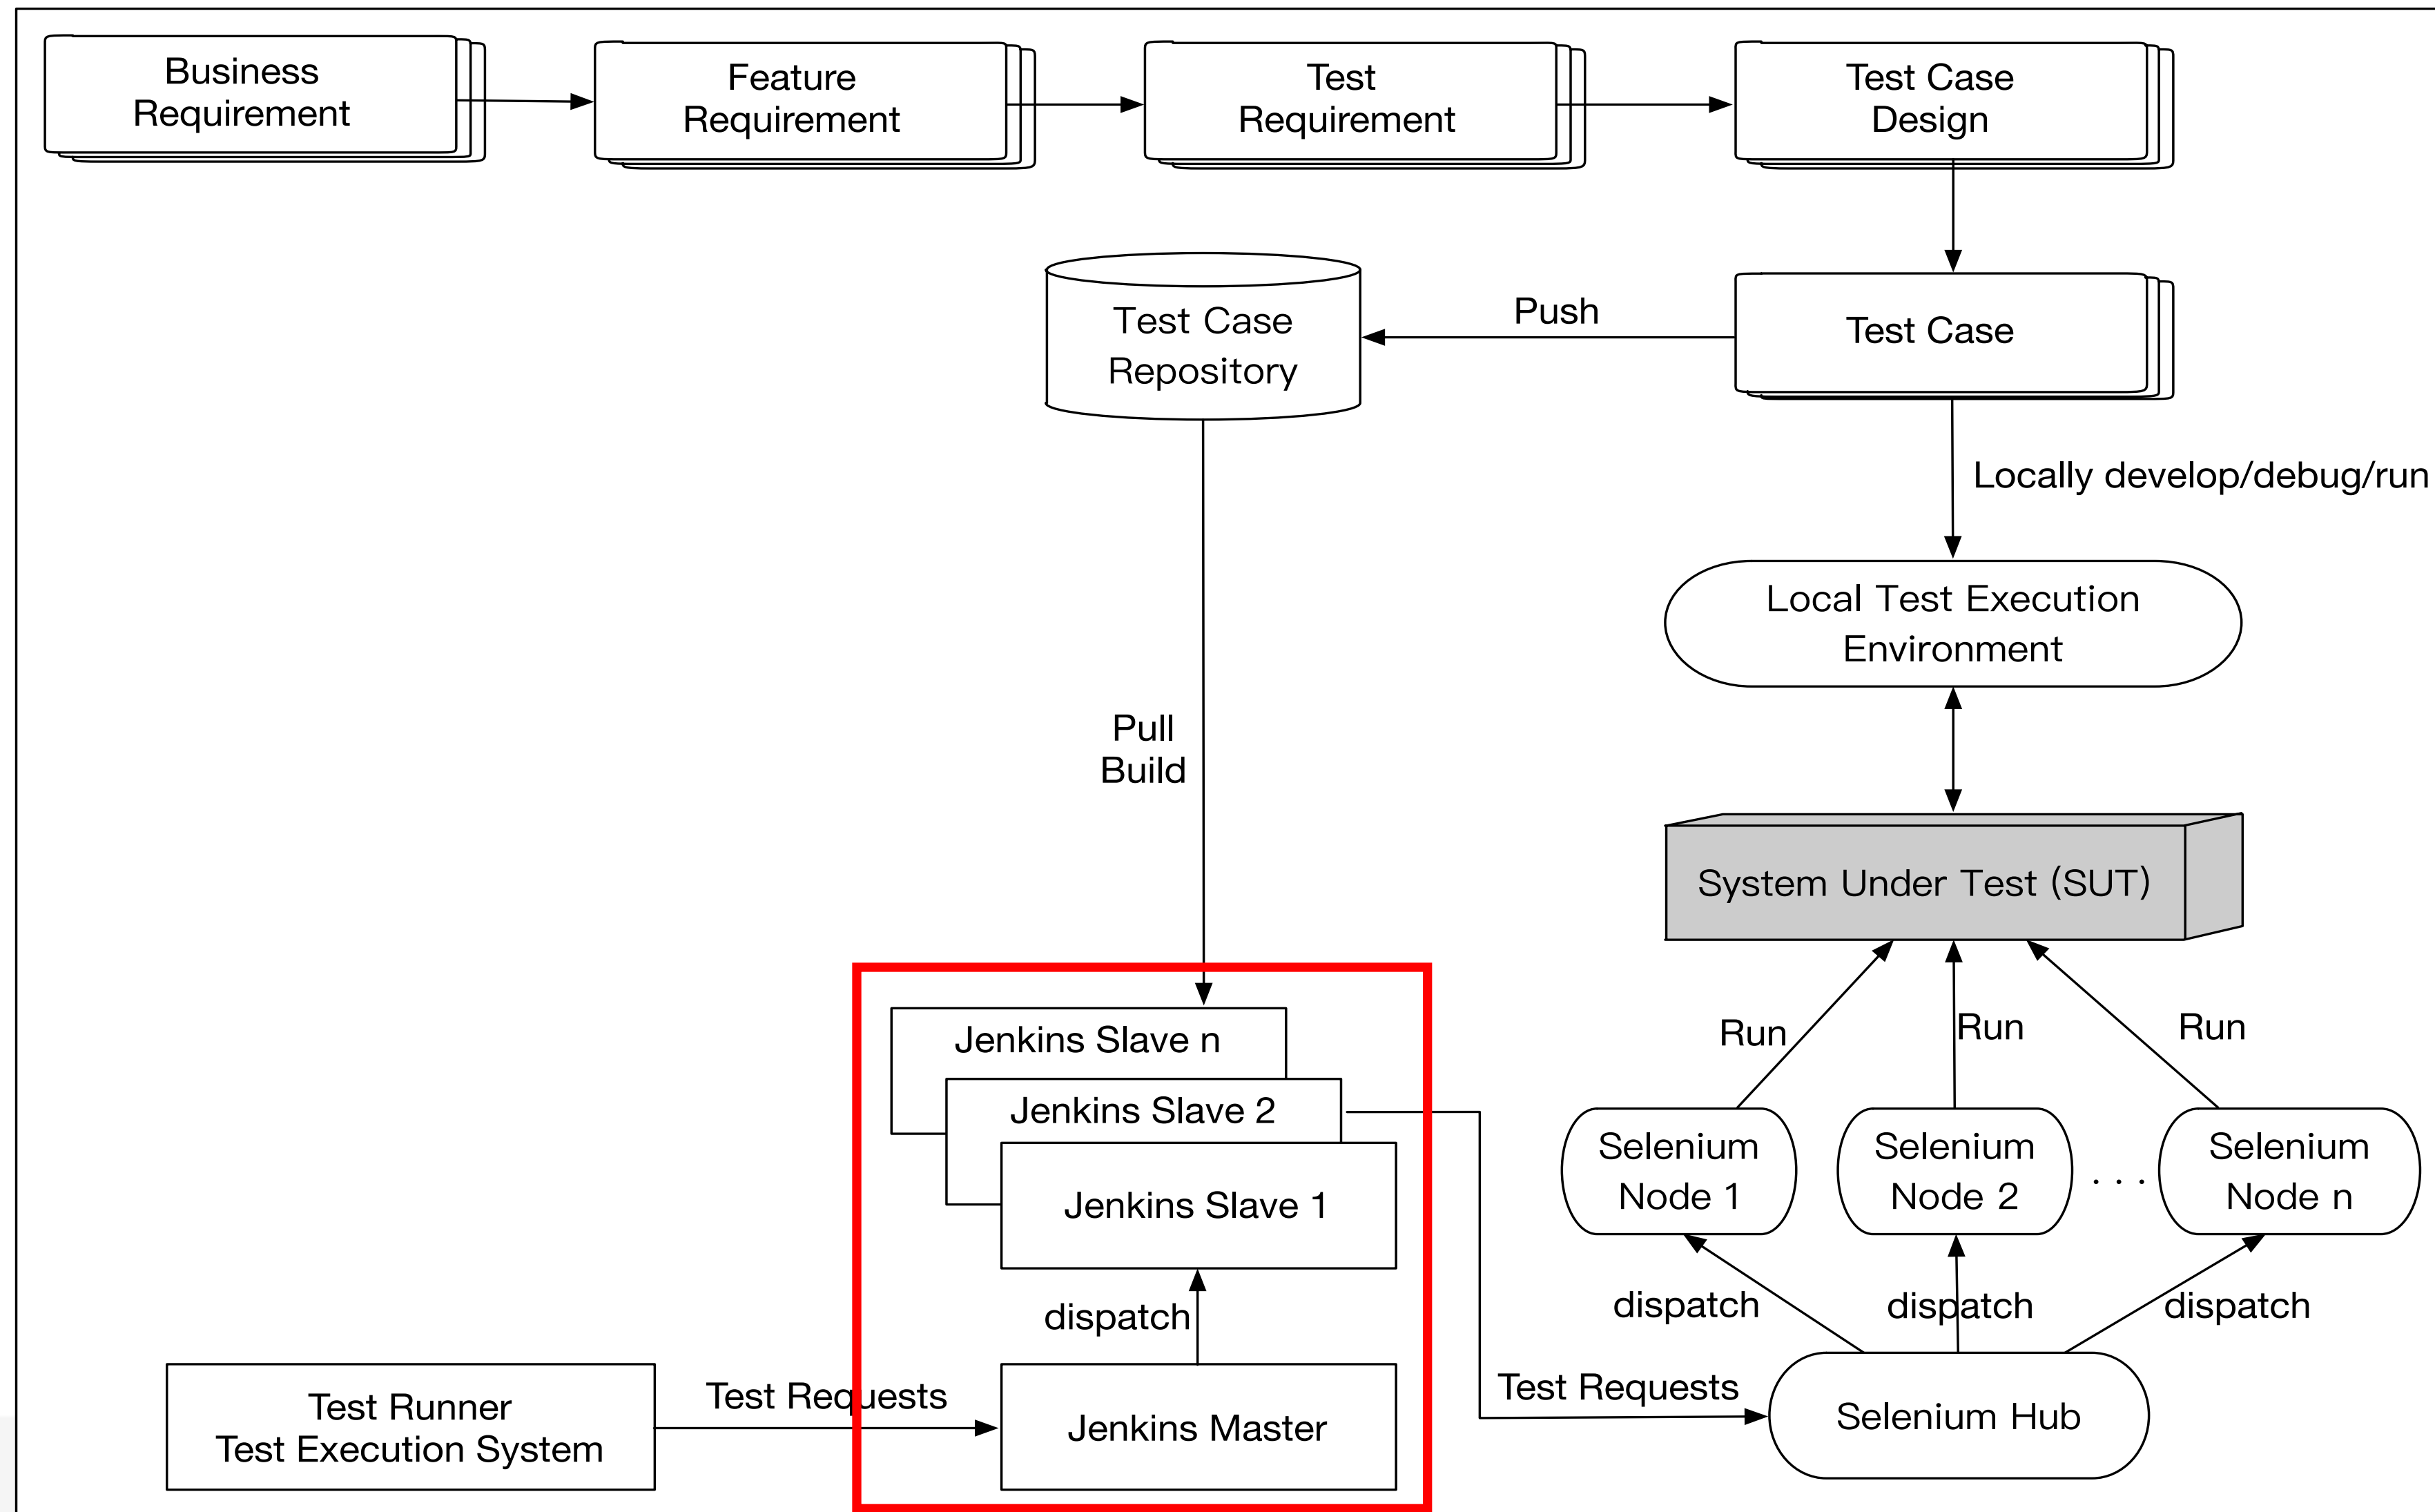 Business
Requirement
Feature
Requirement
Test
Requirement
Test Case
Design
Test Case
Repository
Push
Test Case
Locally develop/debug/run
Local Test Execution
Environment
Pull
Build
System Under Test (SUT)
Jenkins Slave n
Jenkins Slave 2
Jenkins Slave 1
Run
Run
Run
Selenium
Node 1
Selenium
Node 2
. . .
Selenium
Node n
dispatch
dispatch
dispatch
dispatch
Test Runner
Test Execution System
Test Requests
Jenkins Master
Test Requests
Selenium Hub